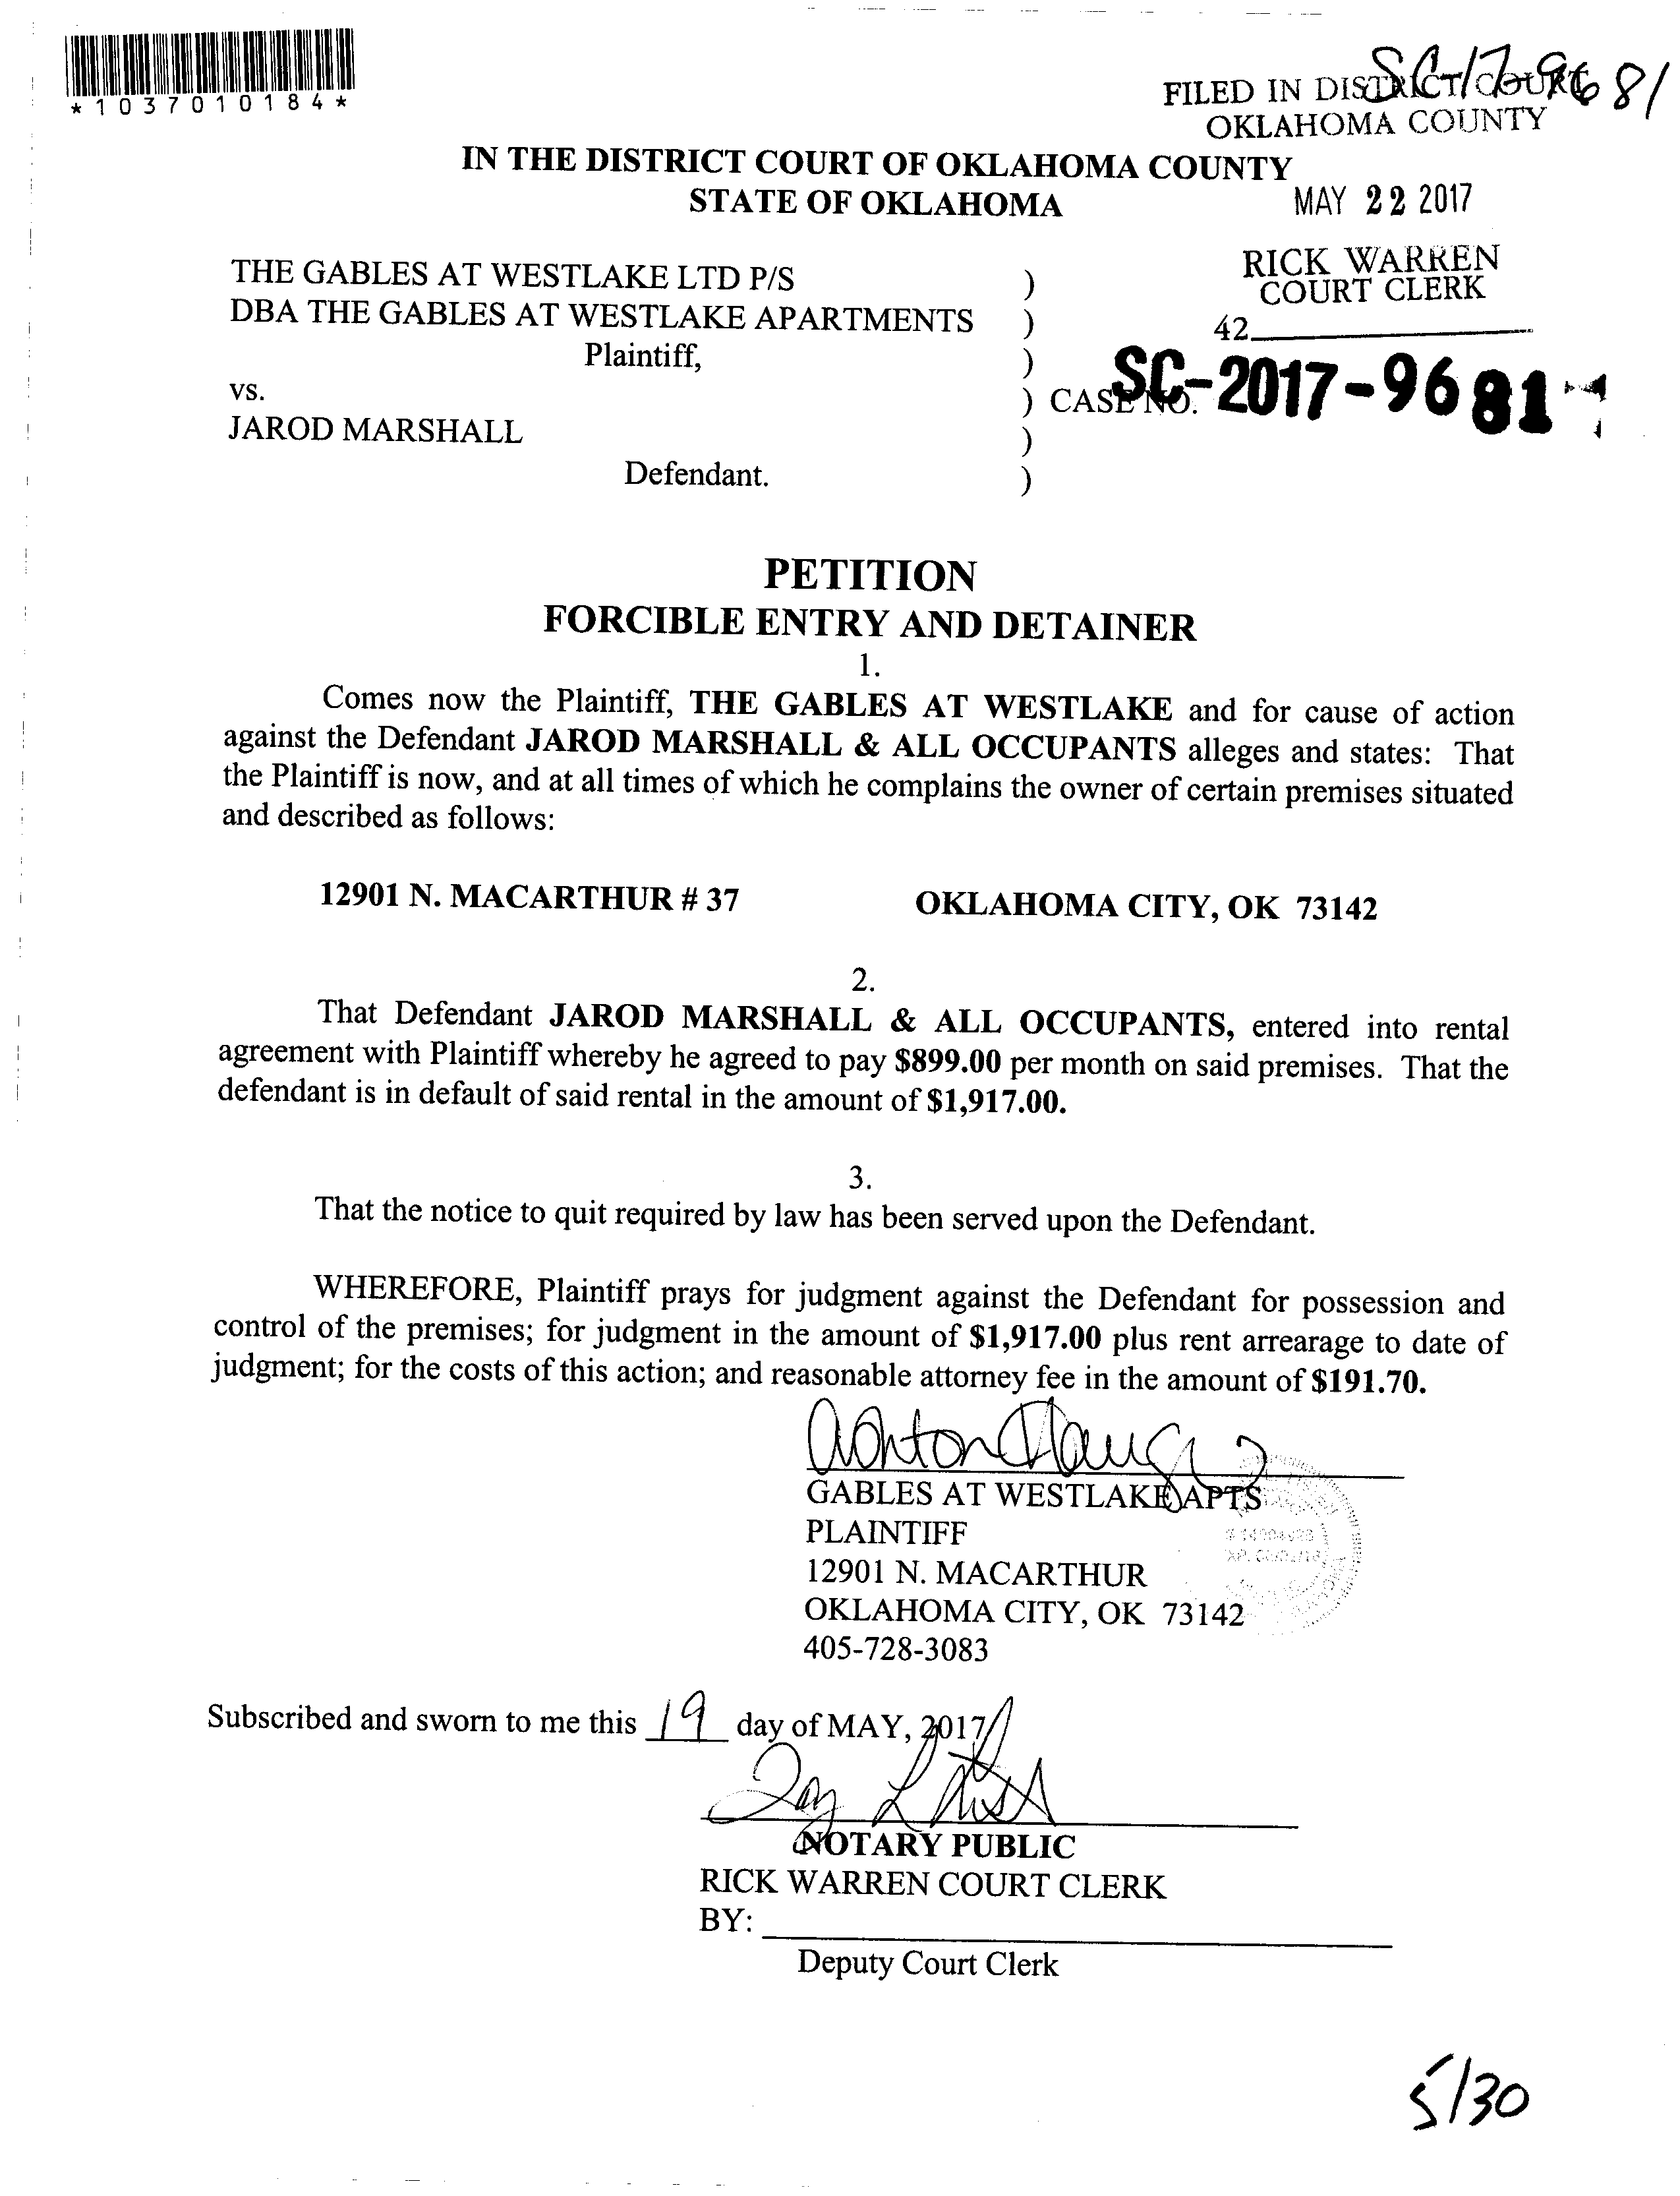 *1037010184*
SC-17-9681
FILED IN DISTRICT COURT
OKLAHOMA COUNTY
IN THE DISTRICT COURT OF OKLAHOMA COUNTY
STATE OF OKLAHOMA
MAY 22 2017
RICK WARREN
COURT CLERK
42
THE GABLES AT WESTLAKE LTD P/S )
DBA THE GABLES AT WESTLAKE APARTMENTS )
Plaintiff, )
vs. ) CASE NO. SC-2017-9681
JAROD MARSHALL )
Defendant. )
PETITION
FORCIBLE ENTRY AND DETAINER
1.
Comes now the Plaintiff, THE GABLES AT WESTLAKE and for cause of action
against the Defendant JAROD MARSHALL & ALL OCCUPANTS alleges and states: That
the Plaintiff is now, and at all times of which he complains the owner of certain premises situated
and described as follows:
12901 N. MACARTHUR # 37 OKLAHOMA CITY, OK 73142
2.
That Defendant JAROD MARSHALL & ALL OCCUPANTS, entered into rental
agreement with Plaintiff whereby he agreed to pay $899.00 per month on said premises. That the
defendant is in default of said rental in the amount of $1,917.00.
3.
That the notice to quit required by law has been served upon the Defendant.
WHEREFORE, Plaintiff prays for judgment against the Defendant for possession and
control of the premises; for judgment in the amount of $1,917.00 plus rent arrearage to date of
judgment; for the costs of this action; and reasonable attorney fee in the amount of $191.70.
GABLES AT WESTLAKE APTS
PLAINTIFF
12901 N. MACARTHUR
OKLAHOMA CITY, OK 73142
405-728-3083
Subscribed and sworn to me this 19 day of MAY, 2017
NOTARY PUBLIC
RICK WARREN COURT CLERK
BY:
Deputy Court Clerk
5/30